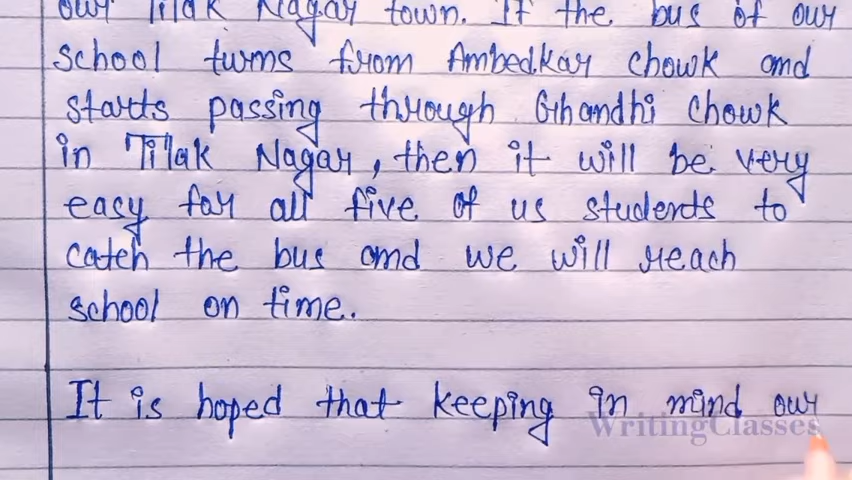 our Tilak Nagar town. If the bus of our
school turns from Ambedkar chowk and
starts passing through Ghandhi chowk
in Tilak Nagar, then it will be very
easy for all five of us students to
catch the bus and we will reach
school on time.
It is hoped that keeping in mind our
WritingClasses